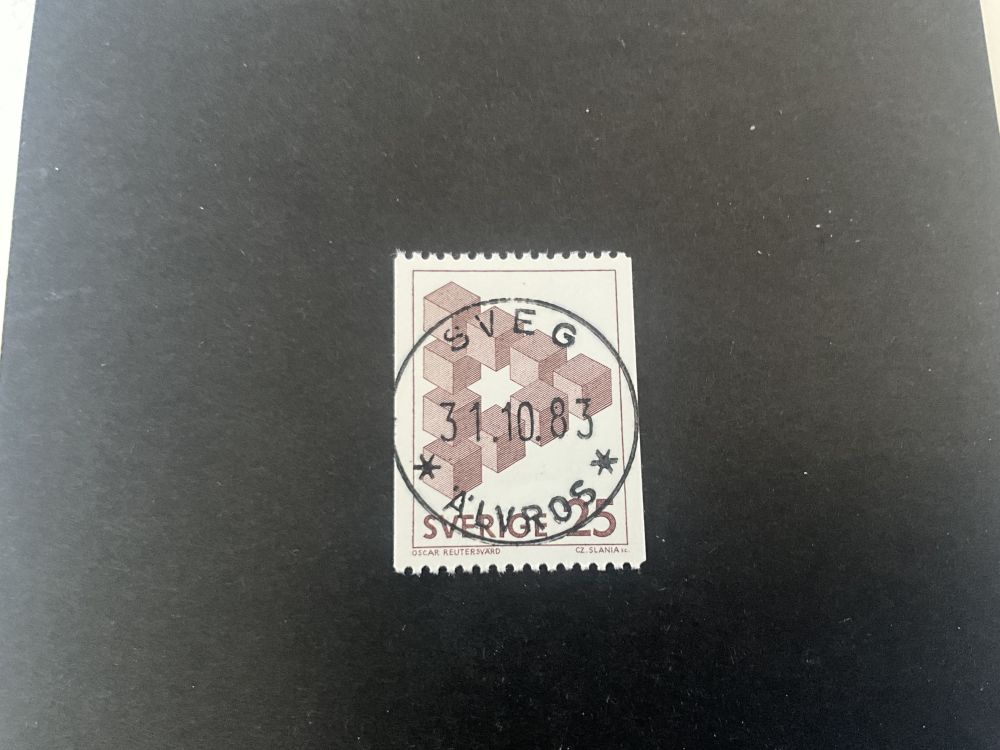 SVEG
31.10.83
* ÄLVROS *
SVERIGE 25
OSCAR REUTERSVÄRD CZ. SLANIA sc.